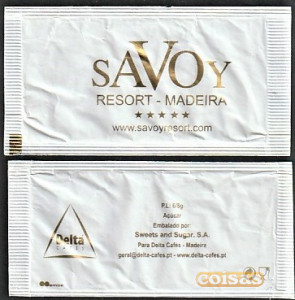 SAVOY
RESORT - MADEIRA
★★★★★
www.savoyresort.com
Delta
CAFÉS
P.L: 6/8g
Açúcar
Embalado por:
Sweets and Sugar, S.A.
Para Delta Cafés - Madeira
geral@delta-cafes.pt - www.delta-cafes.pt
coisas